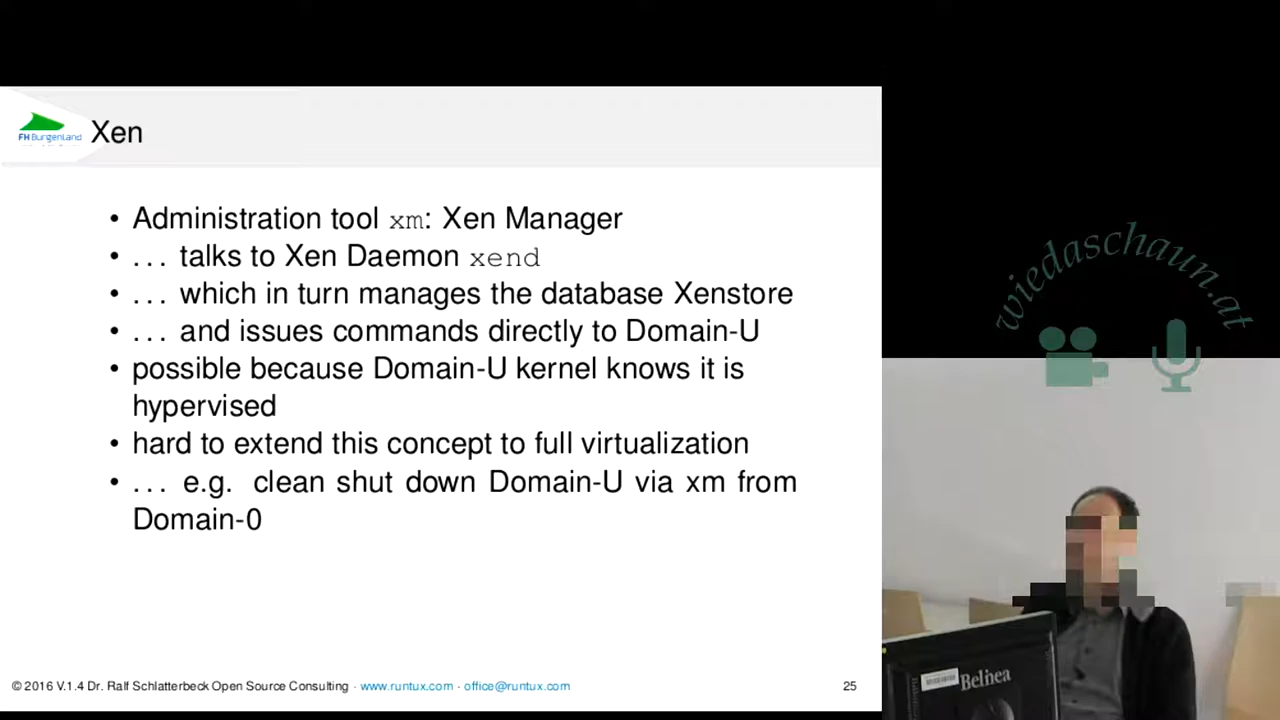 FH Burgenland
Xen
• Administration tool xm: Xen Manager
• ... talks to Xen Daemon xend
• ... which in turn manages the database Xenstore
• ... and issues commands directly to Domain-U
• possible because Domain-U kernel knows it is
hypervised
• hard to extend this concept to full virtualization
• ... e.g. clean shut down Domain-U via xm from
Domain-0
© 2016 V.1.4 Dr. Ralf Schlatterbeck Open Source Consulting · www.runtux.com · office@runtux.com
25
wiedaschaun.at
Belinea